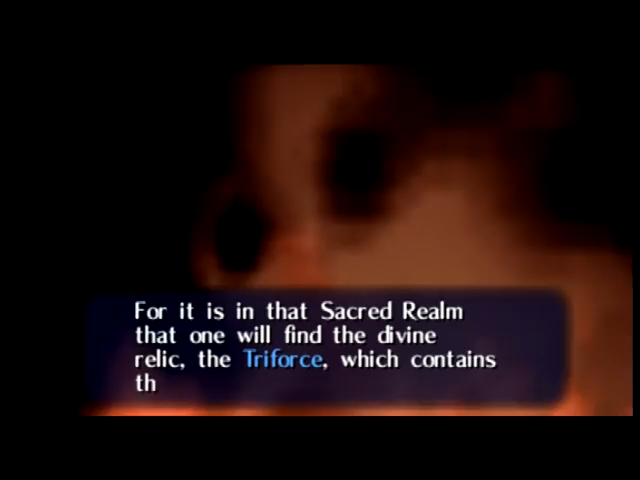 For it is in that Sacred Realm
that one will find the divine
relic, the Triforce, which contains
th